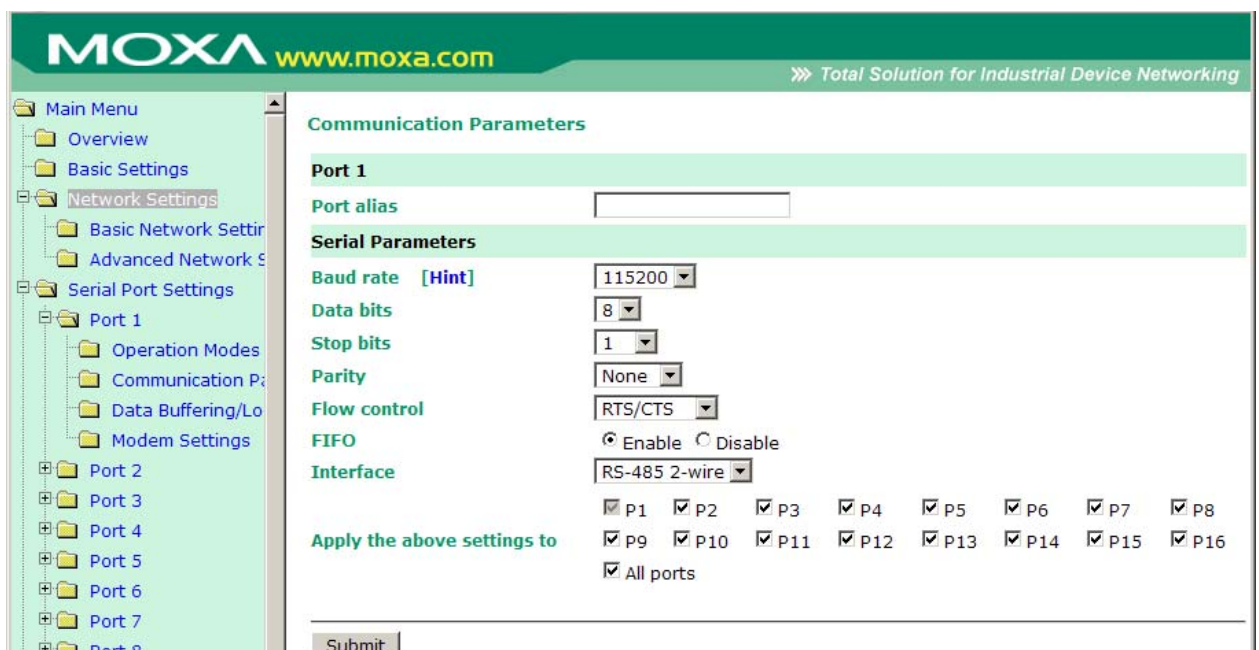 MOXA www.moxa.com
Total Solution for Industrial Device Networking
Main Menu
Overview
Basic Settings
Network Settings
Basic Network Settin
Advanced Network S
Serial Port Settings
Port 1
Operation Modes
Communication Pa
Data Buffering/Lo
Modem Settings
Port 2
Port 3
Port 4
Port 5
Port 6
Port 7
Port 8
Communication Parameters
Port 1
Port alias
Serial Parameters
Baud rate [Hint] 115200
Data bits 8
Stop bits 1
Parity None
Flow control RTS/CTS
FIFO Enable Disable
Interface RS-485 2-wire
P1 P2 P3 P4 P5 P6 P7 P8
Apply the above settings to P9 P10 P11 P12 P13 P14 P15 P16
All ports
Submit